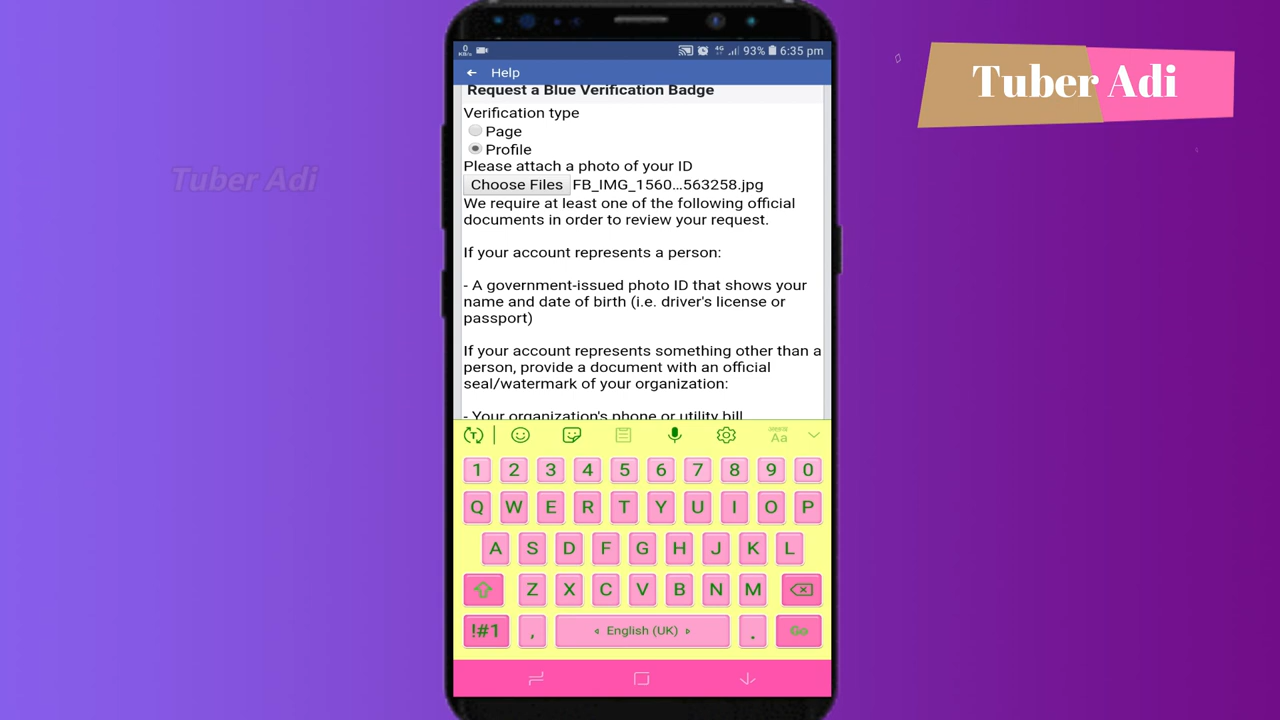 Tuber Adi
Tuber Adi
0
KB/s
4G
93%
6:35 pm
Help
Request a Blue Verification Badge
Verification type
Page
Profile
Please attach a photo of your ID
Choose Files FB_IMG_1560...563258.jpg
We require at least one of the following official
documents in order to review your request.
If your account represents a person:
- A government-issued photo ID that shows your
name and date of birth (i.e. driver's license or
passport)
If your account represents something other than a
person, provide a document with an official
seal/watermark of your organization:
- Your organization's phone or utility bill
T
Aa
1 2 3 4 5 6 7 8 9 0
Q W E R T Y U I O P
A S D F G H J K L
Z X C V B N M
!#1 , English (UK) . Go